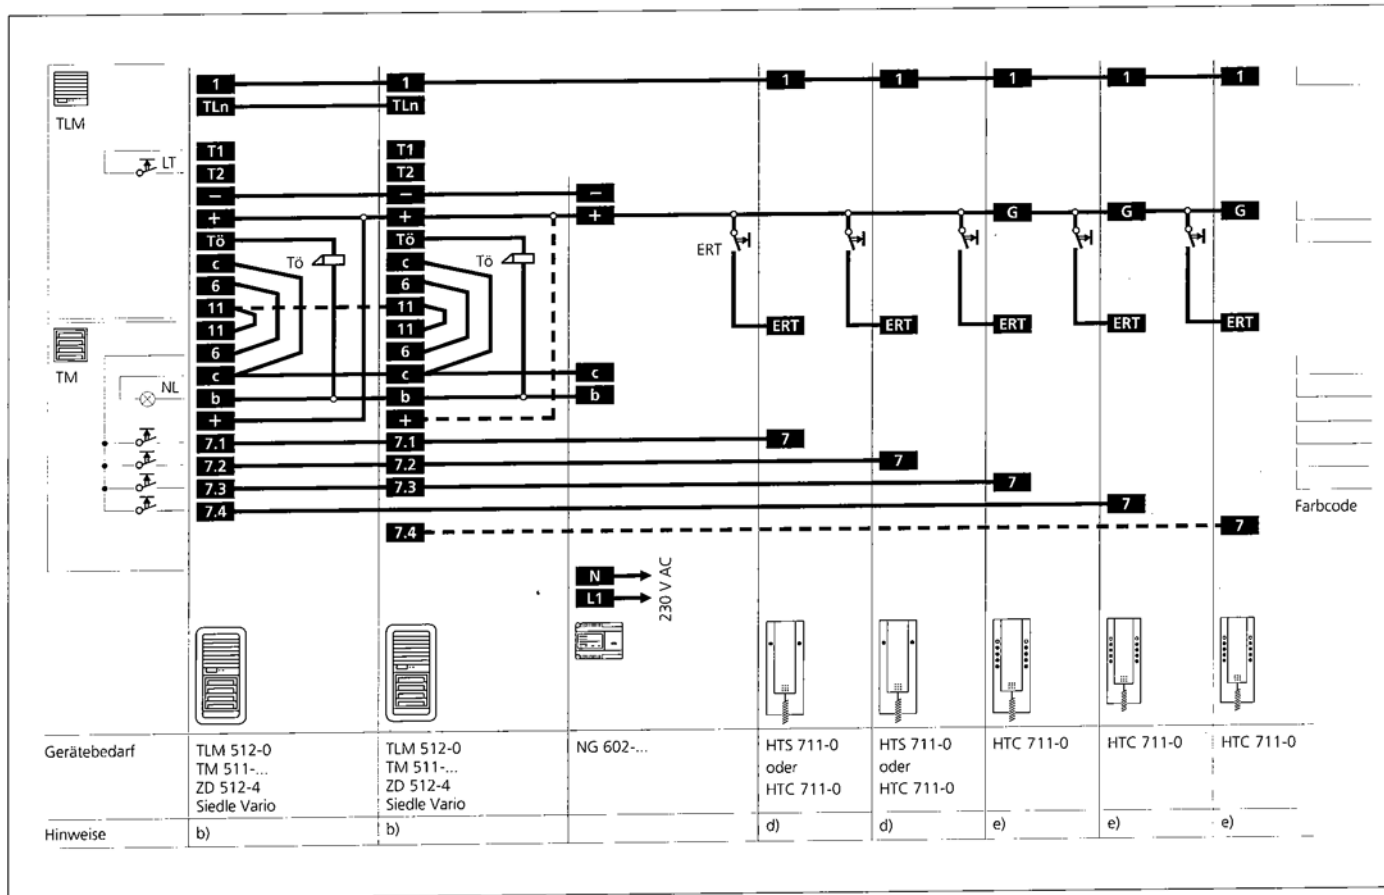 TLM
LT
TM
NL
1
TLn
T1
T2
–
+
Tö
c
6
11
11
6
c
b
+
7.1
7.2
7.3
7.4
Tö
1
TLn
T1
T2
–
+
Tö
c
6
11
11
6
c
b
+
7.1
7.2
7.3
7.4
Tö
–
+
c
b
N
L1
230 V AC
ERT
1
ERT
7
1
ERT
7
1
G
ERT
7
1
G
ERT
7
1
G
ERT
7
Farbcode
Gerätebedarf
TLM 512-0
TM 511-...
ZD 512-4
Siedle Vario
TLM 512-0
TM 511-...
ZD 512-4
Siedle Vario
NG 602-...
HTS 711-0
oder
HTC 711-0
HTS 711-0
oder
HTC 711-0
HTC 711-0
HTC 711-0
HTC 711-0
Hinweise
b)
b)
d)
d)
e)
e)
e)